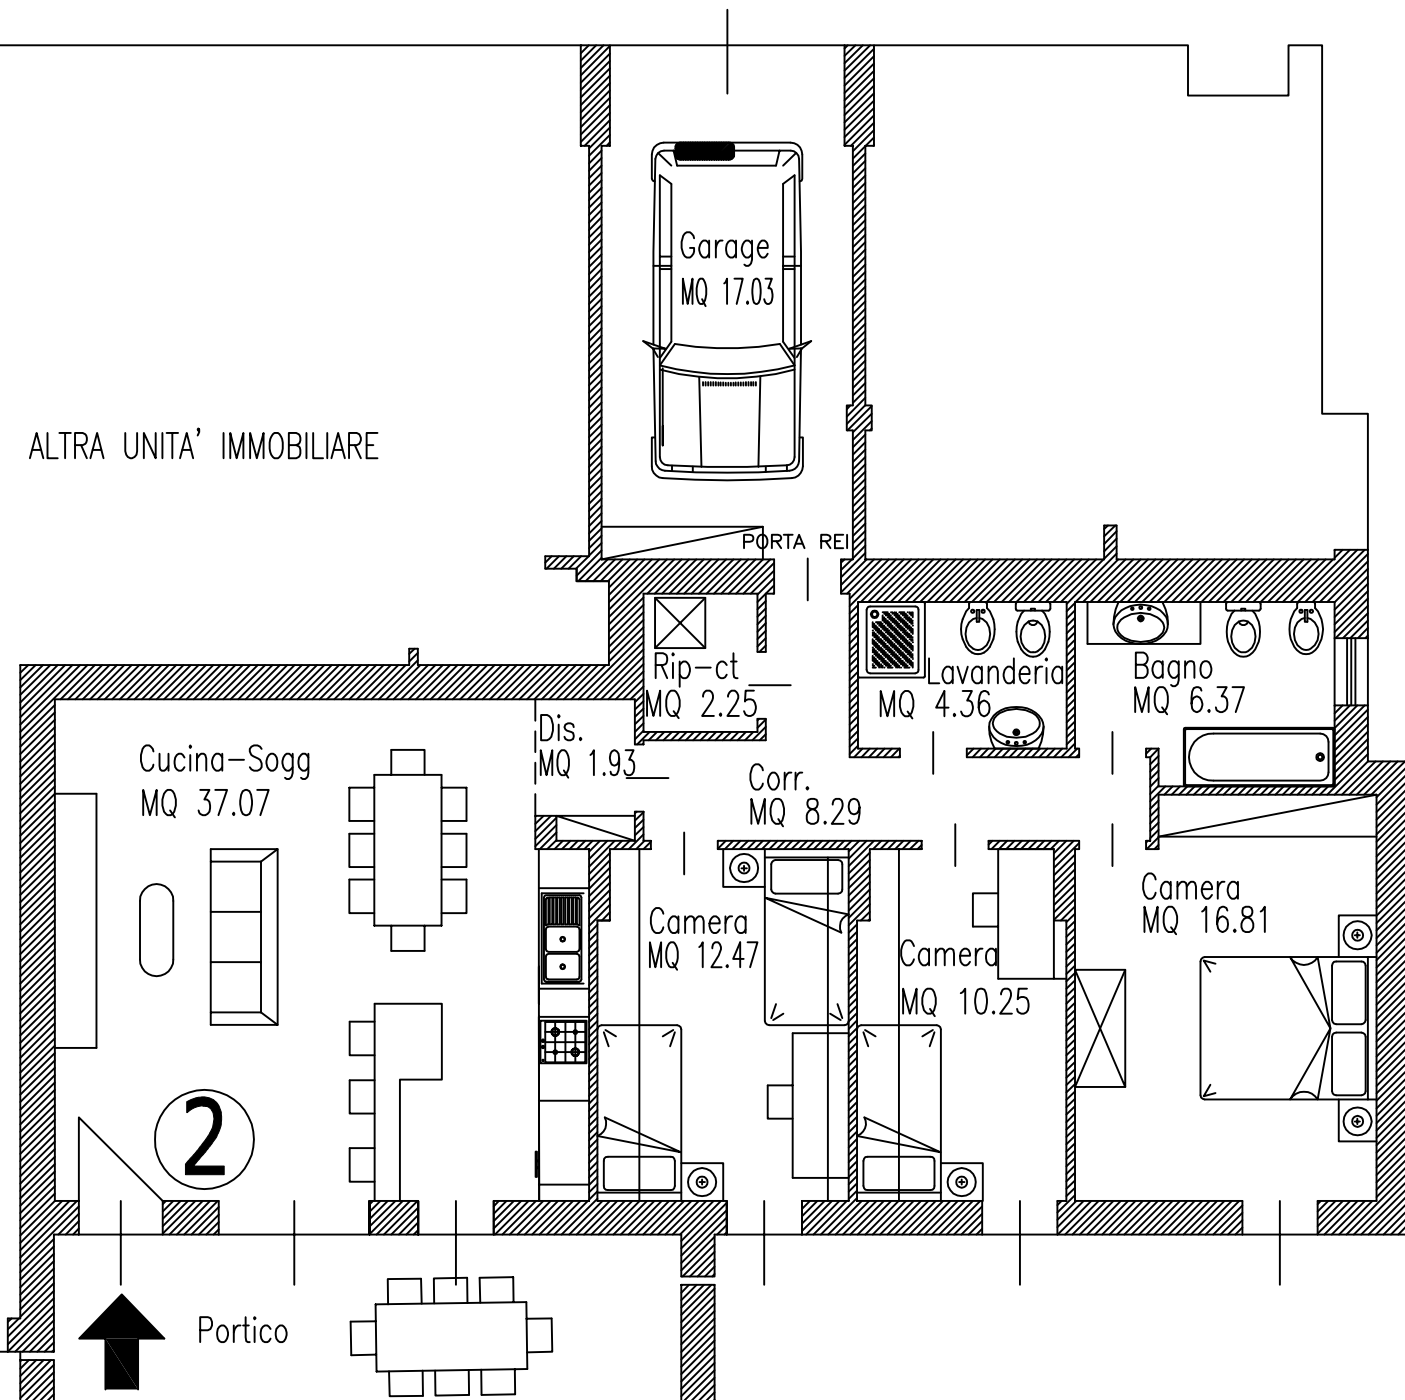 Garage
MQ 17.03
ALTRA UNITA' IMMOBILIARE
PORTA REI
Rip-ct
MQ 2.25
Lavanderia
MQ 4.36
Bagno
MQ 6.37
Dis.
MQ 1.93
Cucina-Sogg
MQ 37.07
Corr.
MQ 8.29
Camera
MQ 12.47
Camera
MQ 10.25
Camera
MQ 16.81
2
Portico